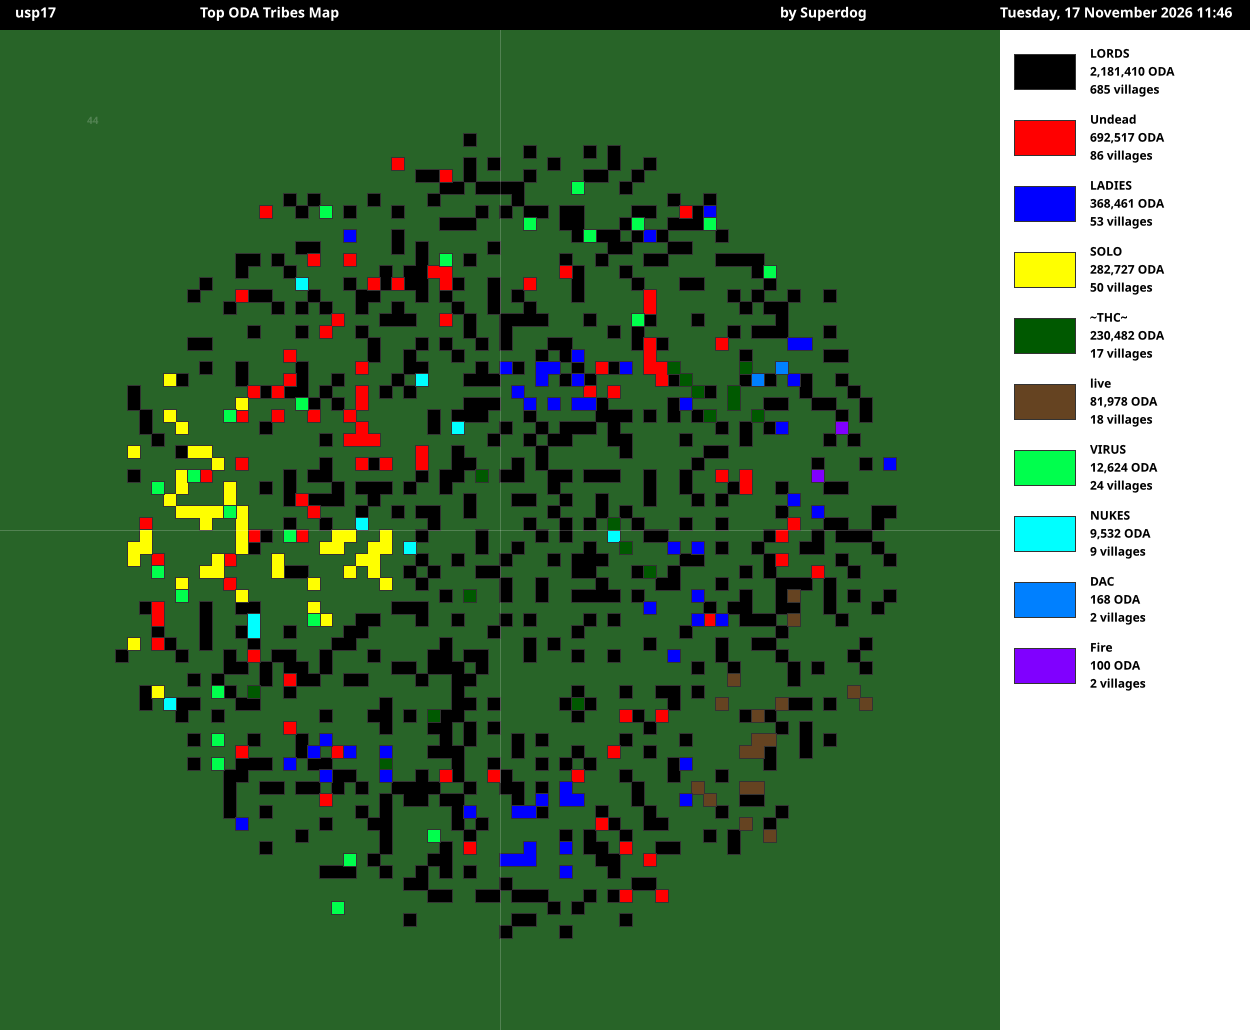 usp17 Top ODA Tribes Map by Superdog Tuesday, 17 November 2026 11:46
44
LORDS
2,181,410 ODA
685 villages
Undead
692,517 ODA
86 villages
LADIES
368,461 ODA
53 villages
SOLO
282,727 ODA
50 villages
~THC~
230,482 ODA
17 villages
live
81,978 ODA
18 villages
VIRUS
12,624 ODA
24 villages
NUKES
9,532 ODA
9 villages
DAC
168 ODA
2 villages
Fire
100 ODA
2 villages